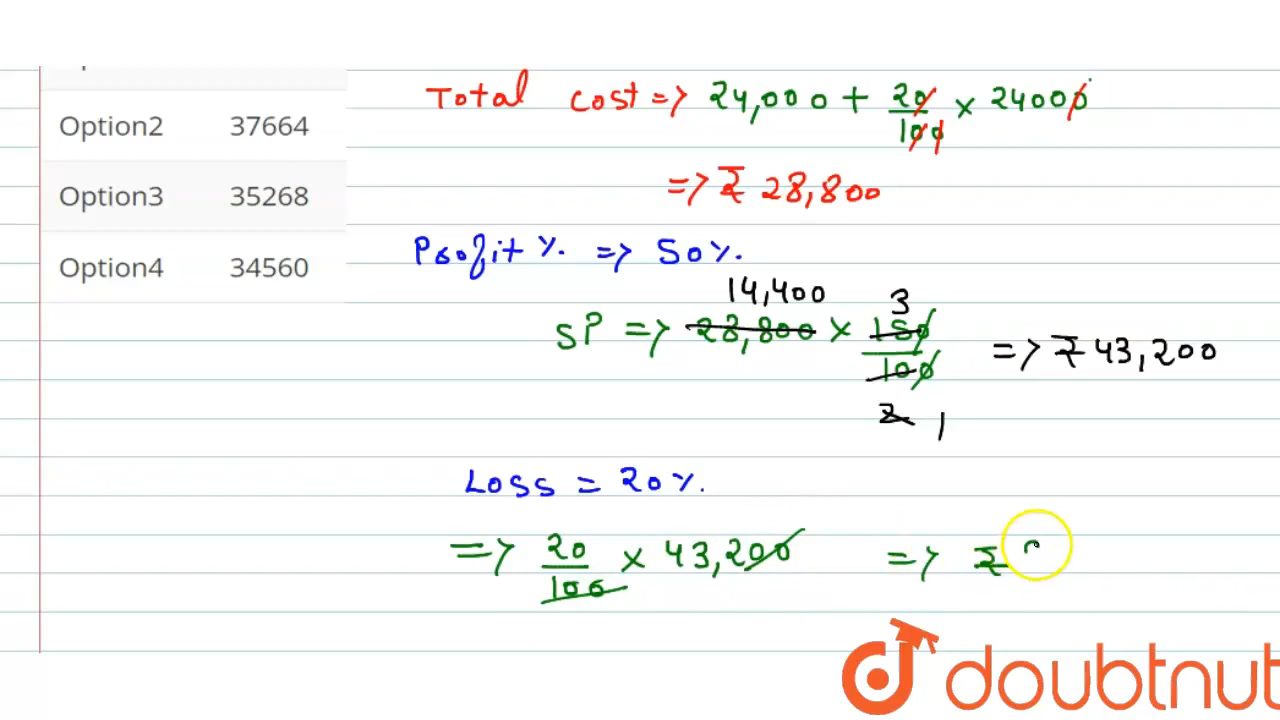 Total cost => 24,000 + 20/100 × 24000
Option2 37664
=> ₹ 28,800
Option3 35268
Profit %. => 50%.
Option4 34560
14,400 3
SP => 28,800 × 150/100 => ₹ 43,200
2 1
Loss = 20%.
=> 20/100 × 43,200 => ₹
doubtnut